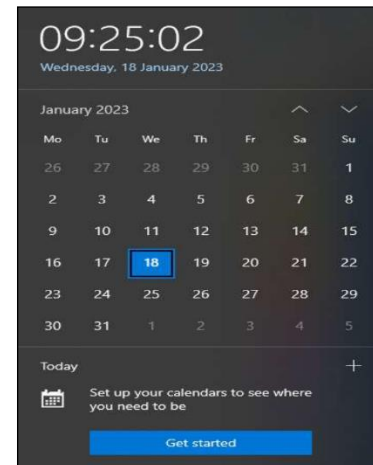 09:25:02
Wednesday, 18 January 2023
January 2023
Mo Tu We Th Fr Sa Su
26 27 28 29 30 31 1
2 3 4 5 6 7 8
9 10 11 12 13 14 15
16 17 18 19 20 21 22
23 24 25 26 27 28 29
30 31 1 2 3 4 5
Today
Set up your calendars to see where
you need to be
Get started